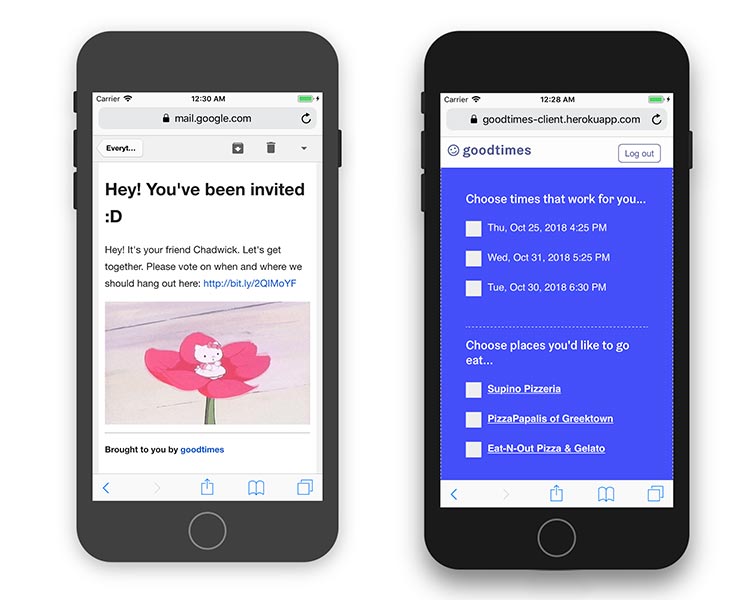 Carrier 12:30 AM
mail.google.com
Everyt...
Hey! You've been invited
:D
Hey! It's your friend Chadwick. Let's get
together. Please vote on when and where we
should hang out here: http://bit.ly/2QIMoYF
Brought to you by goodtimes
Carrier 12:28 AM
goodtimes-client.herokuapp.com
goodtimes Log out
Choose times that work for you...
Thu, Oct 25, 2018 4:25 PM
Wed, Oct 31, 2018 5:25 PM
Tue, Oct 30, 2018 6:30 PM
Choose places you'd like to go
eat...
Supino Pizzeria
PizzaPapalis of Greektown
Eat-N-Out Pizza & Gelato